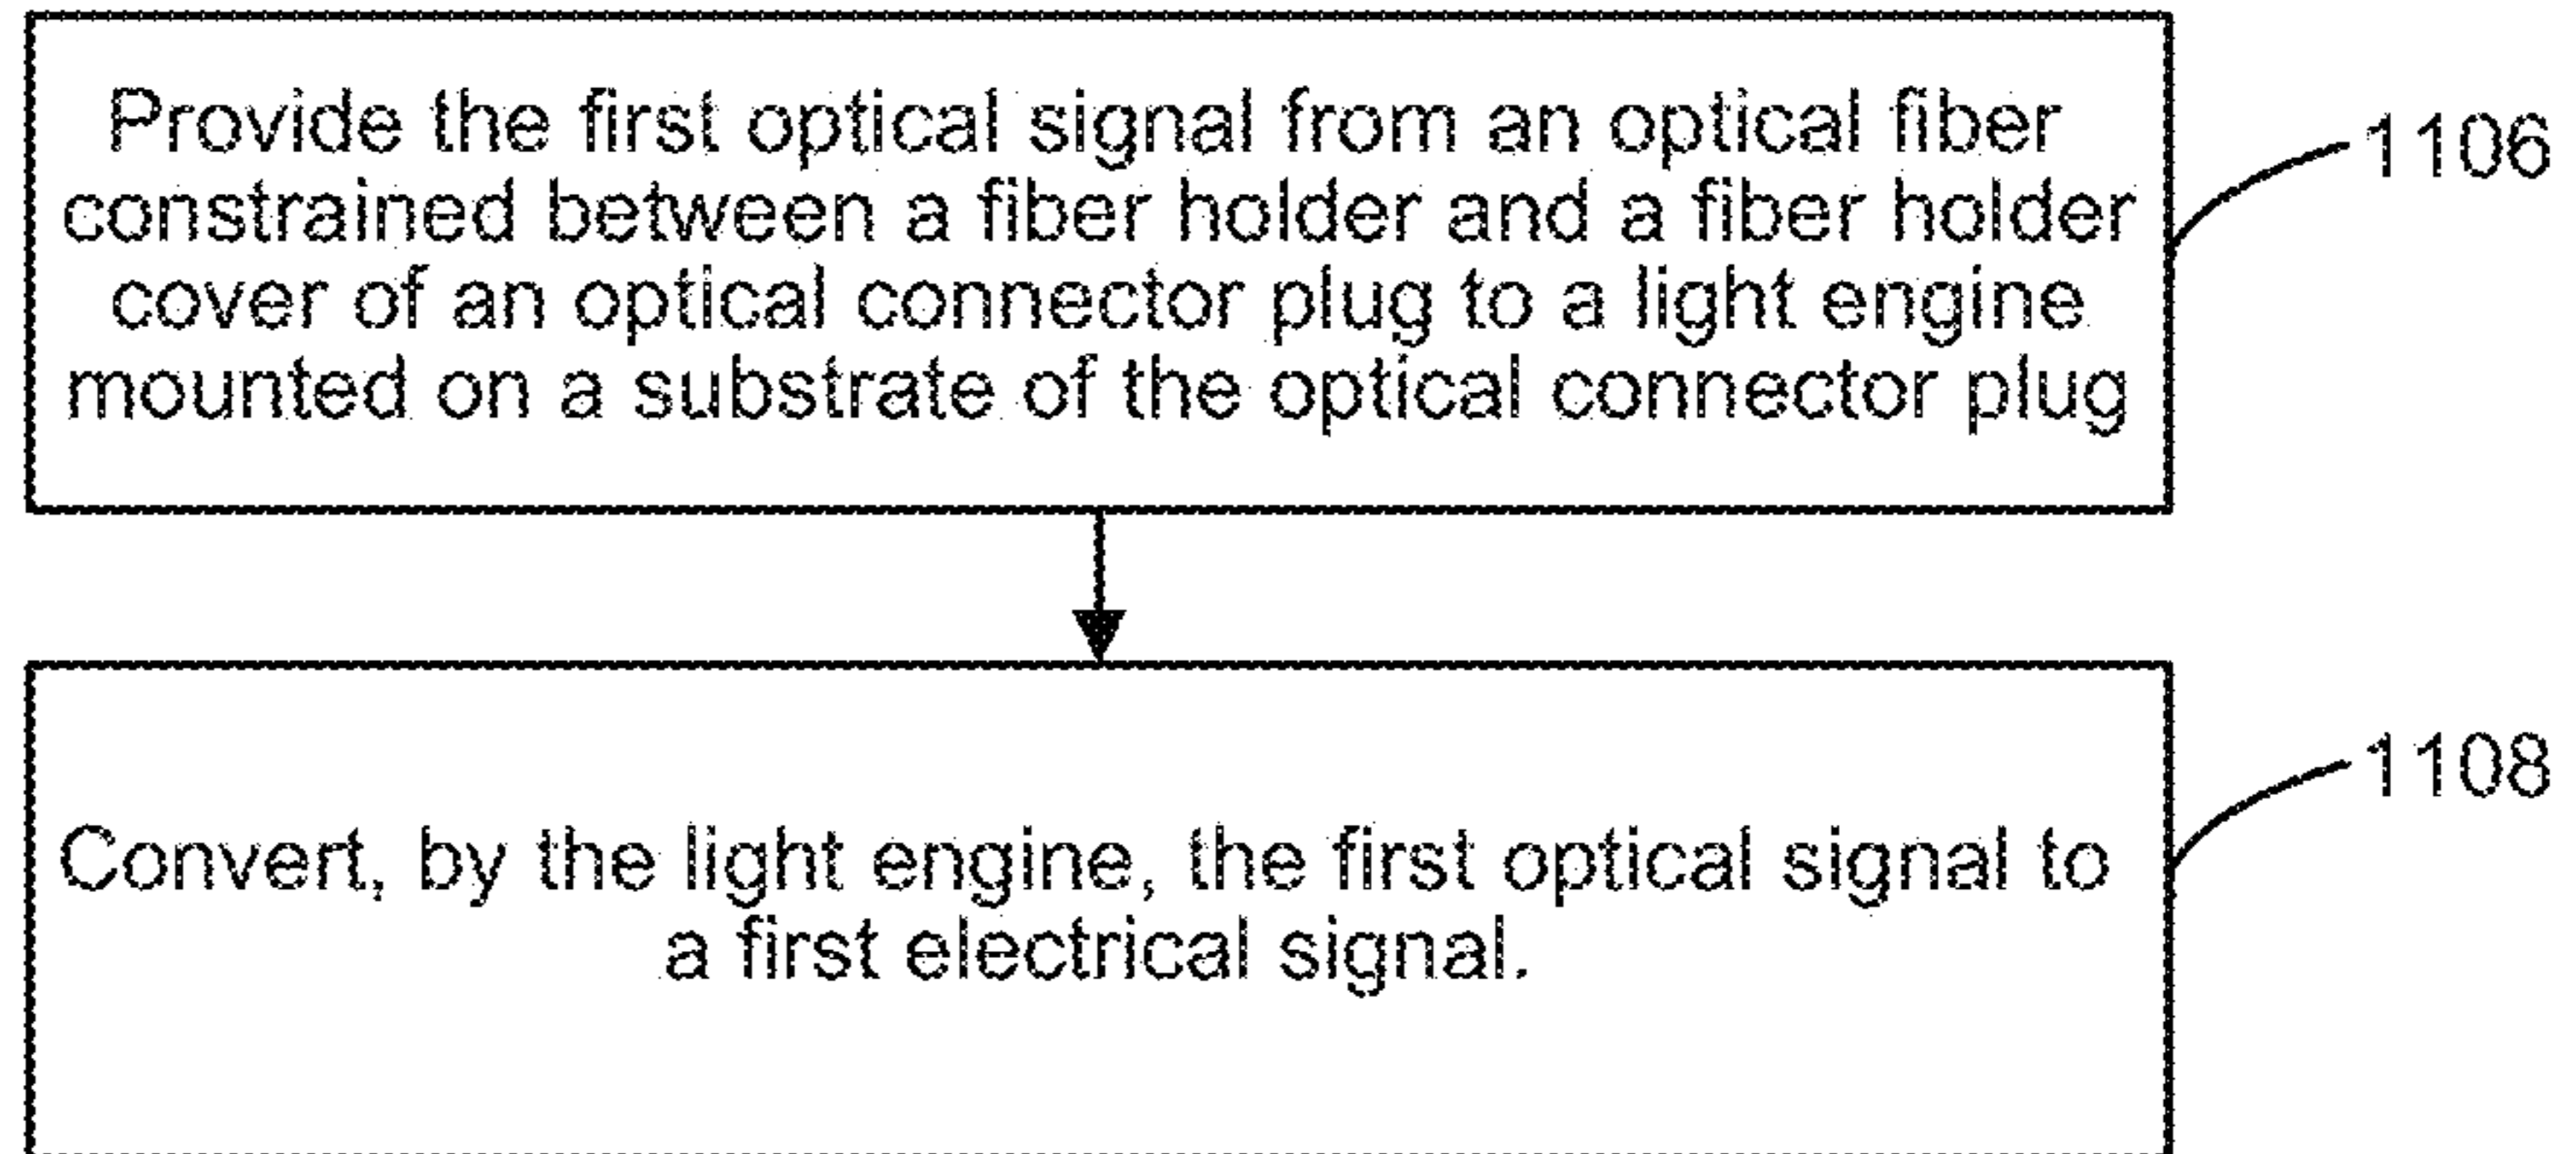 Provide the first optical signal from an optical fiber
constrained between a fiber holder and a fiber holder
cover of an optical connector plug to a light engine
mounted on a substrate of the optical connector plug
1106
Convert, by the light engine, the first optical signal to
a first electrical signal.
1108